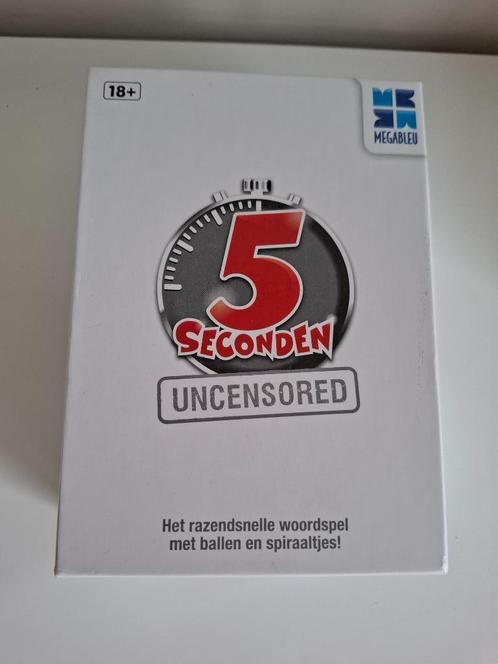 18+
MEGABLEU
5
SECONDEN
UNCENSORED
Het razendsnelle woordspel
met ballen en spiraaltjes!